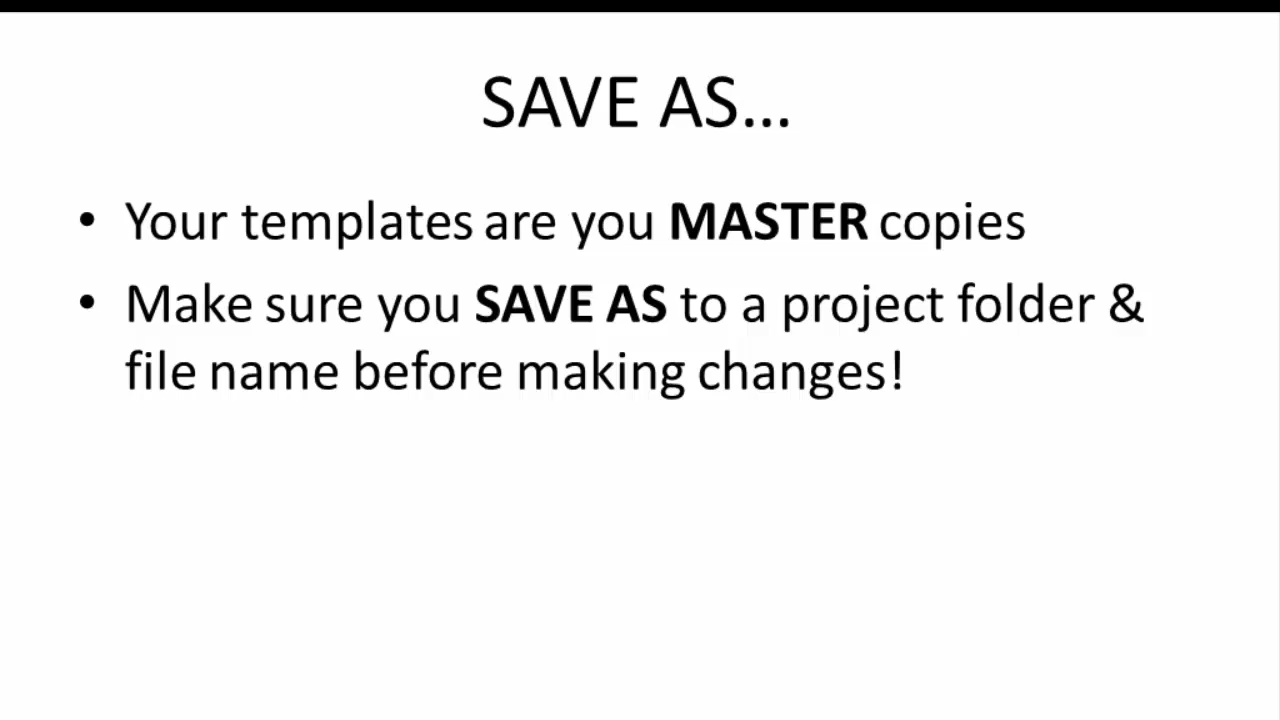 SAVE AS...
• Your templates are you MASTER copies
• Make sure you SAVE AS to a project folder &
file name before making changes!